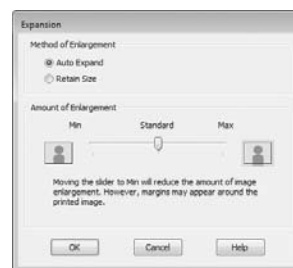 Expansion
Method of Enlargement
Auto Expand
Retain Size
Amount of Enlargement
Min Standard Max
Moving the slider to Min will reduce the amount of image
enlargement. However, margins may appear around the
printed image.
OK Cancel Help